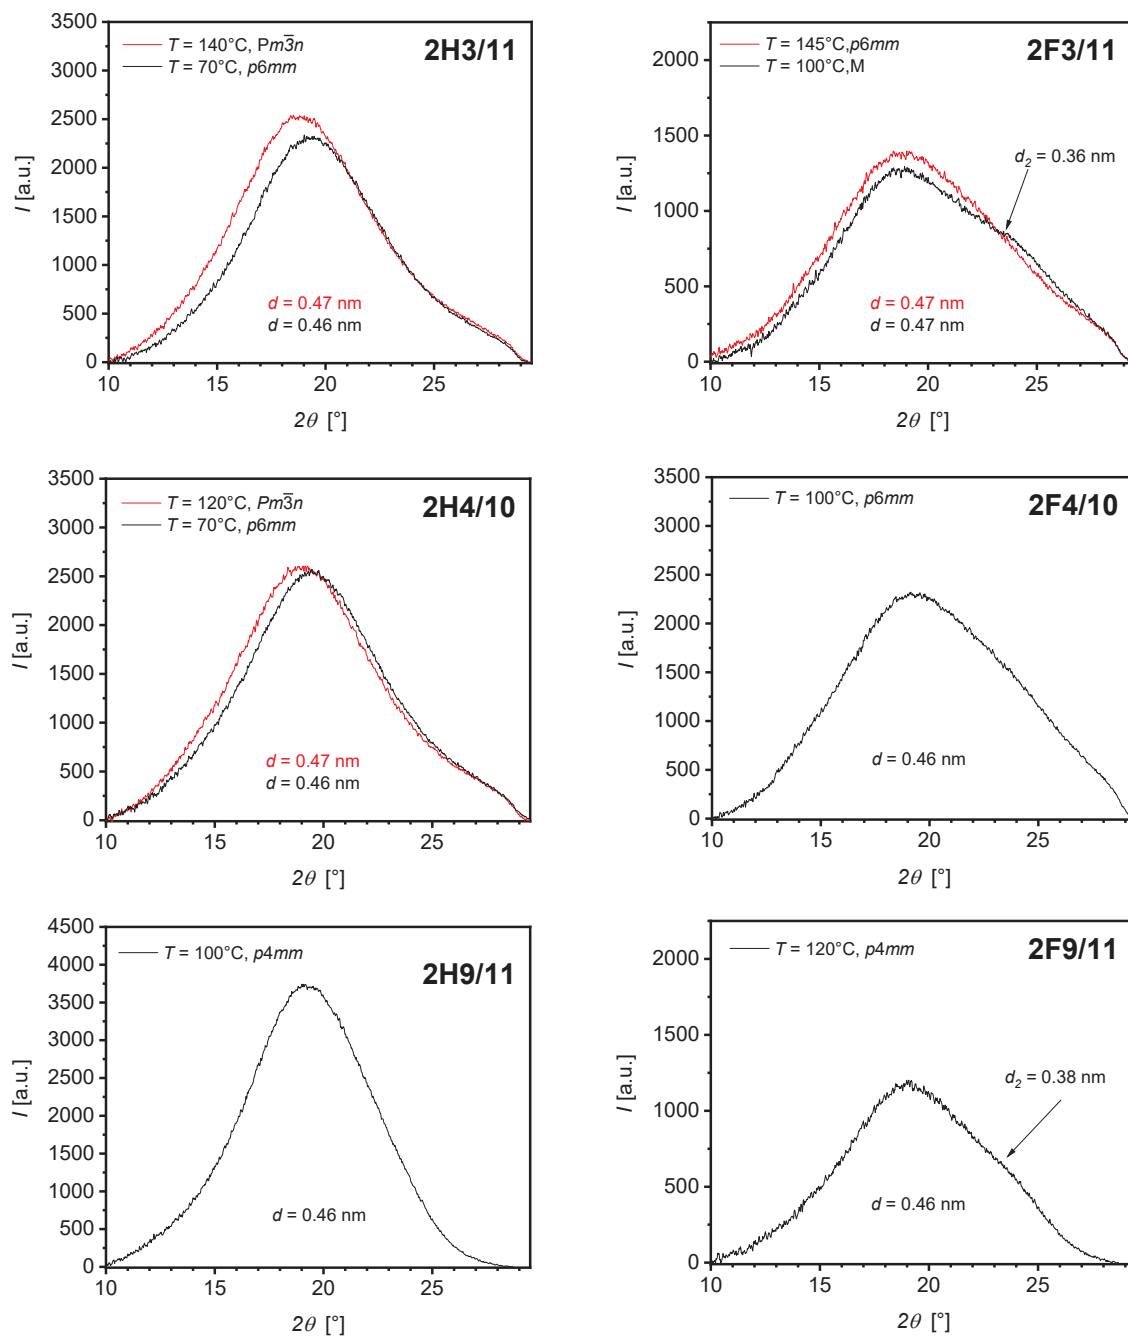 2H3/11
T = 140°C, Pm3̅n
T = 70°C, p6mm
3500
3000
2500
2000
1500
1000
500
0
I [a.u.]
d = 0.47 nm
d = 0.46 nm
10 15 20 25
2θ [°]
2F3/11
T = 145°C,p6mm
T = 100°C,M
2000
1500
1000
500
0
I [a.u.]
d₂ = 0.36 nm
d = 0.47 nm
d = 0.47 nm
10 15 20 25
2θ [°]
2H4/10
T = 120°C, Pm3̅n
T = 70°C, p6mm
3500
3000
2500
2000
1500
1000
500
0
I [a.u.]
d = 0.47 nm
d = 0.46 nm
10 15 20 25
2θ [°]
2F4/10
T = 100°C, p6mm
3500
3000
2500
2000
1500
1000
500
0
I [a.u.]
d = 0.46 nm
10 15 20 25
2θ [°]
2H9/11
T = 100°C, p4mm
4500
4000
3500
3000
2500
2000
1500
1000
500
0
I [a.u.]
d = 0.46 nm
10 15 20 25
2θ [°]
2F9/11
T = 120°C, p4mm
2000
1500
1000
500
0
I [a.u.]
d₂ = 0.38 nm
d = 0.46 nm
10 15 20 25
2θ [°]